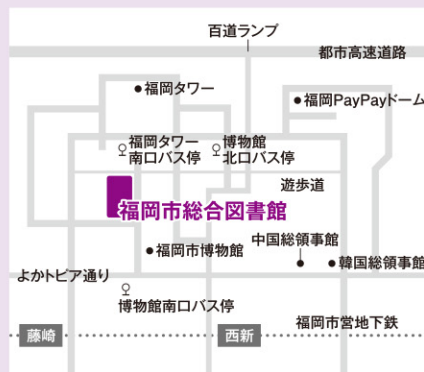 百道ランプ
都市高速道路
福岡タワー
福岡PayPayドーム
福岡タワー
南口バス停
博物館
北口バス停
遊歩道
福岡市総合図書館
中国総領事館
福岡市博物館
韓国総領事館
よかトピア通り
博物館南口バス停
福岡市営地下鉄
藤崎
西新